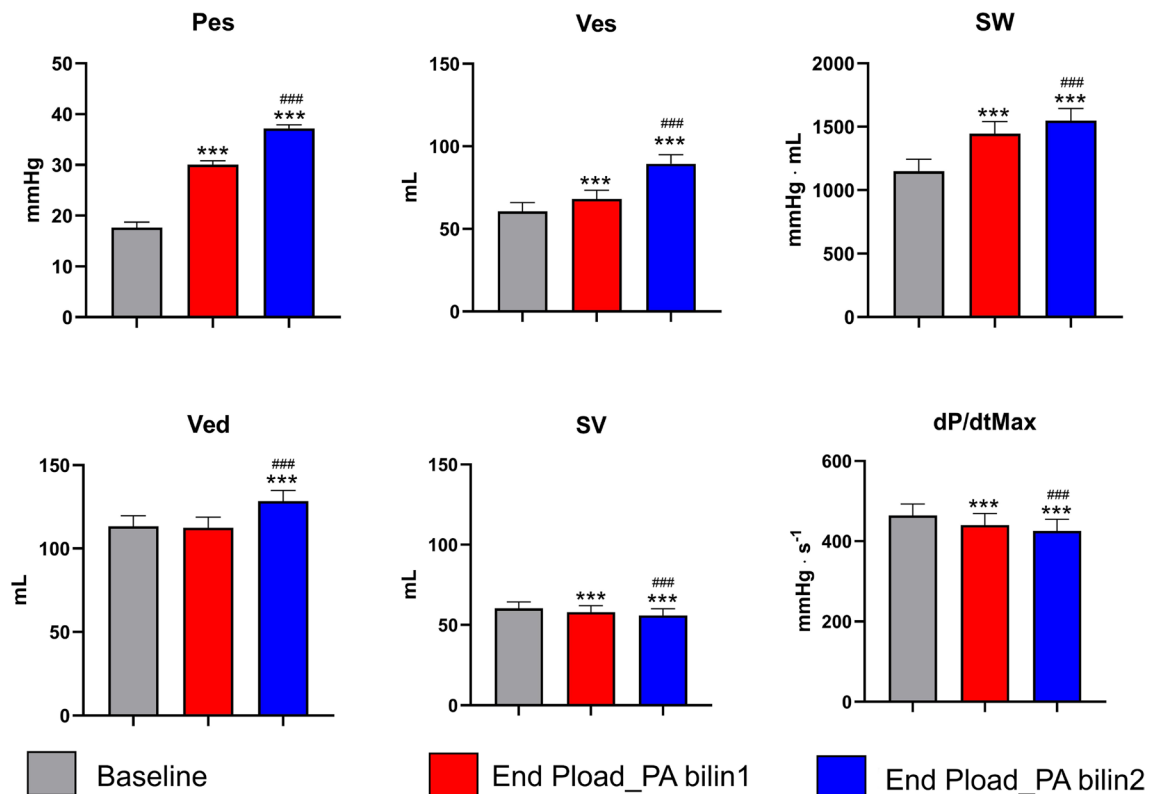 Pes
50
40
30
20
10
0
mmHg
***
###
***
Ves
150
100
50
0
mL
***
###
***
SW
2000
1500
1000
500
0
mmHg · mL
***
###
***
Ved
150
100
50
0
mL
###
***
SV
150
100
50
0
mL
***
###
***
dP/dtMax
600
400
200
0
mmHg · s⁻¹
***
###
***
Baseline
End Pload_PA bilin1
End Pload_PA bilin2